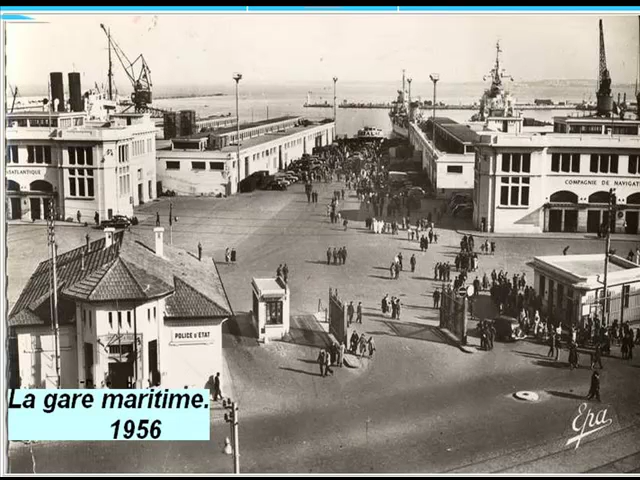 ATLANTIQUE
COMPAGNIE DE NAVIGAT
POLICE D'ETAT
La gare maritime.
1956
Epa